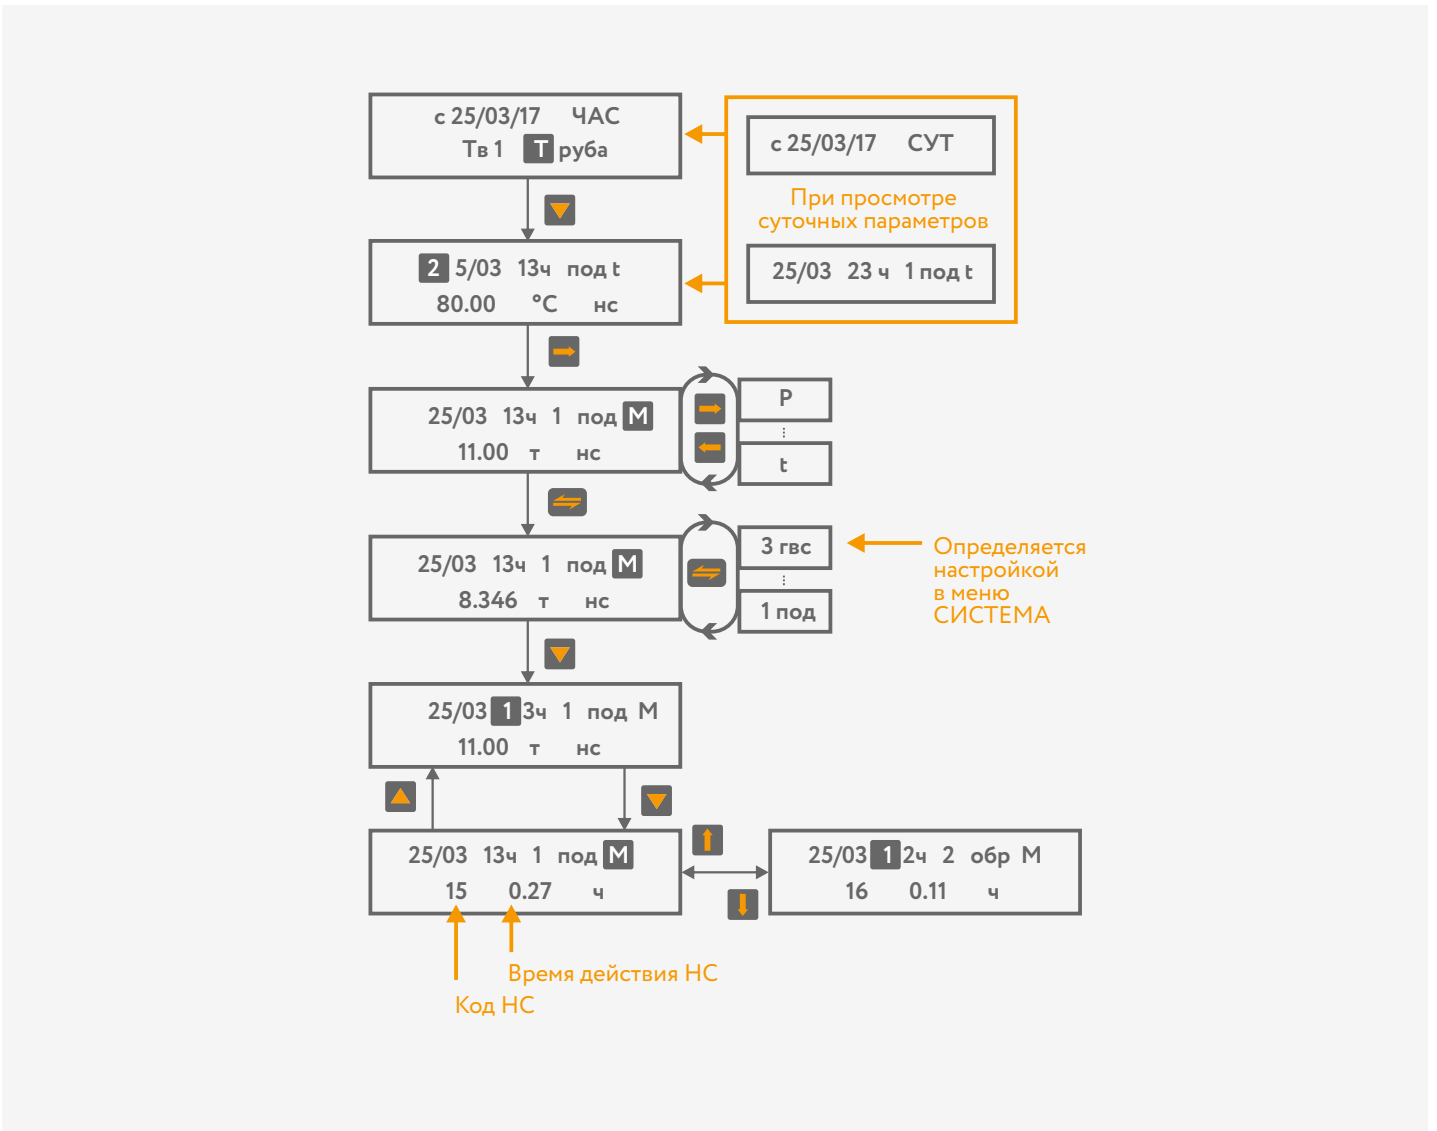 с 25/03/17 ЧАС
Тв 1 Труба
с 25/03/17 СУТ
При просмотре
суточных параметров
25/03 23 ч 1 под t
25/03 13ч под t
80.00 °C нс
25/03 13ч 1 под М
11.00 т нс
P
t
25/03 13ч 1 под М
8.346 т нс
3 гвс
1 под
Определяется
настройкой
в меню
СИСТЕМА
25/03 13ч 1 под М
11.00 т нс
25/03 13ч 1 под М
15 0.27 ч
25/03 12ч 2 обр М
16 0.11 ч
Время действия НС
Код НС